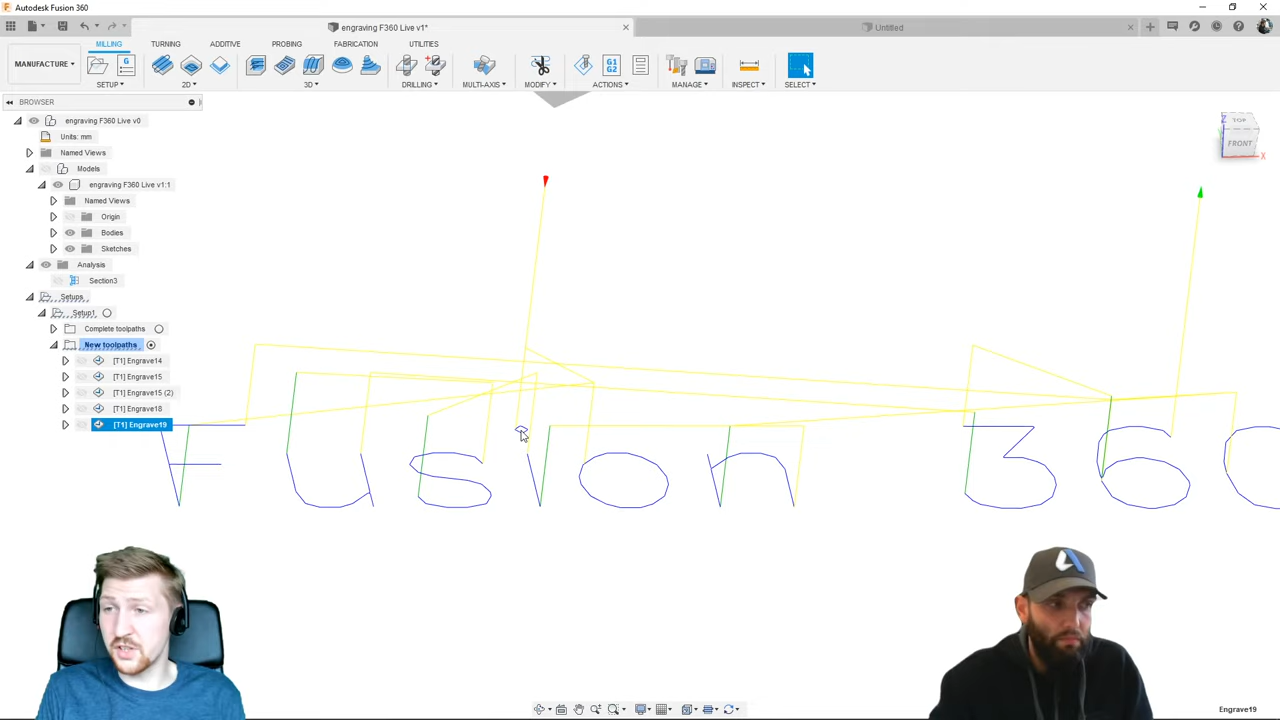 Autodesk Fusion 360
engraving F360 Live v1*
Untitled
MANUFACTURE
MILLING
TURNING
ADDITIVE
PROBING
FABRICATION
UTILITIES
G1
G2
SETUP
2D
3D
DRILLING
MULTI-AXIS
MODIFY
ACTIONS
MANAGE
INSPECT
SELECT
BROWSER
engraving F360 Live v0
Units: mm
Named Views
Models
engraving F360 Live v1:1
Named Views
Origin
Bodies
Sketches
Analysis
Section3
Setups
Setup1
Complete toolpaths
New toolpaths
[T1] Engrave14
[T1] Engrave15
[T1] Engrave15 (2)
[T1] Engrave18
[T1] Engrave19
Z
TOP
FRONT
X
Fusion 360
Engrave19